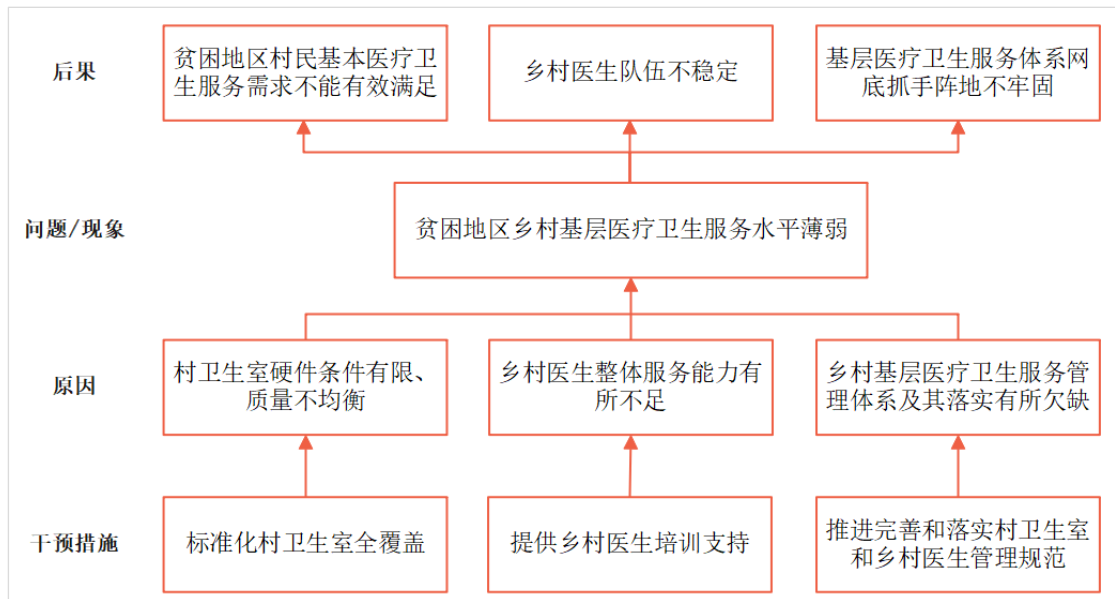 后果
贫困地区村民基本医疗卫
生服务需求不能有效满足
乡村医生队伍不稳定
基层医疗卫生服务体系网
底抓手阵地不牢固
问题/现象
贫困地区乡村基层医疗卫生服务水平薄弱
原因
村卫生室硬件条件有限、
质量不均衡
乡村医生整体服务能力有
所不足
乡村基层医疗卫生服务管
理体系及其落实有所欠缺
干预措施
标准化村卫生室全覆盖
提供乡村医生培训支持
推进完善和落实村卫生室
和乡村医生管理规范